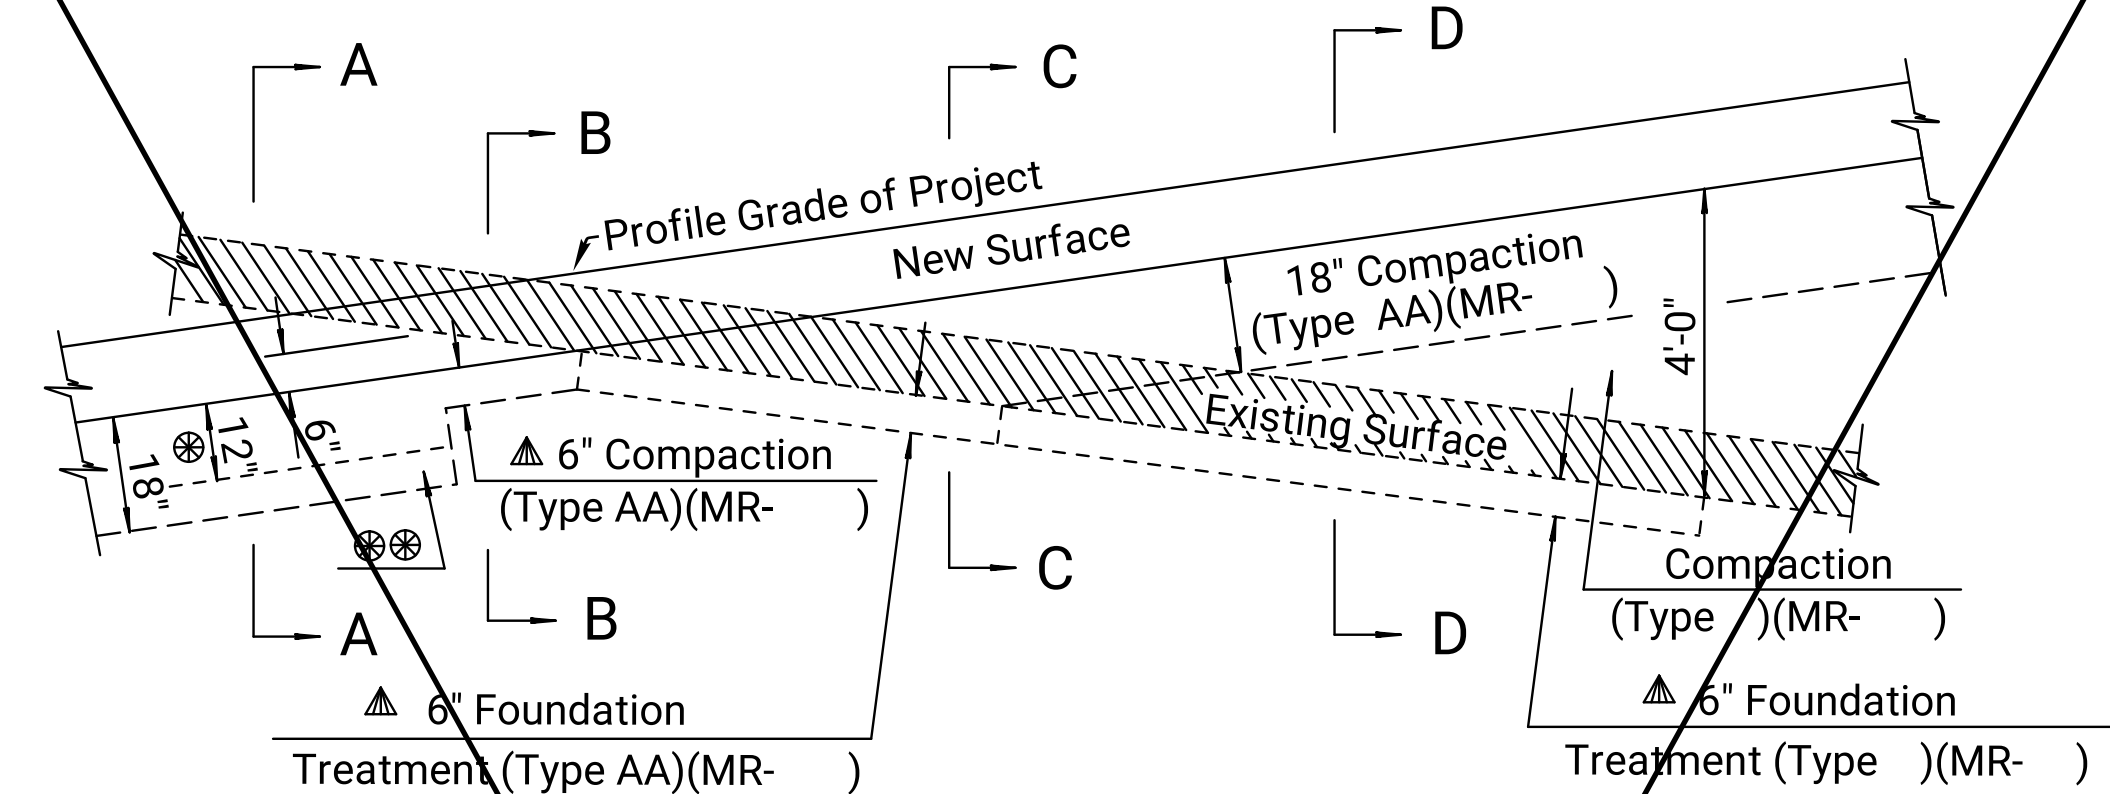 A
B
C
D
Profile Grade of Project
New Surface
18" Compaction
(Type AA)(MR- )
4'-0"
Existing Surface
18"
12"
6"
6" Compaction
(Type AA)(MR- )
A
B
C
D
Compaction
(Type )(MR- )
6" Foundation
Treatment (Type AA)(MR- )
6" Foundation
Treatment (Type )(MR- )